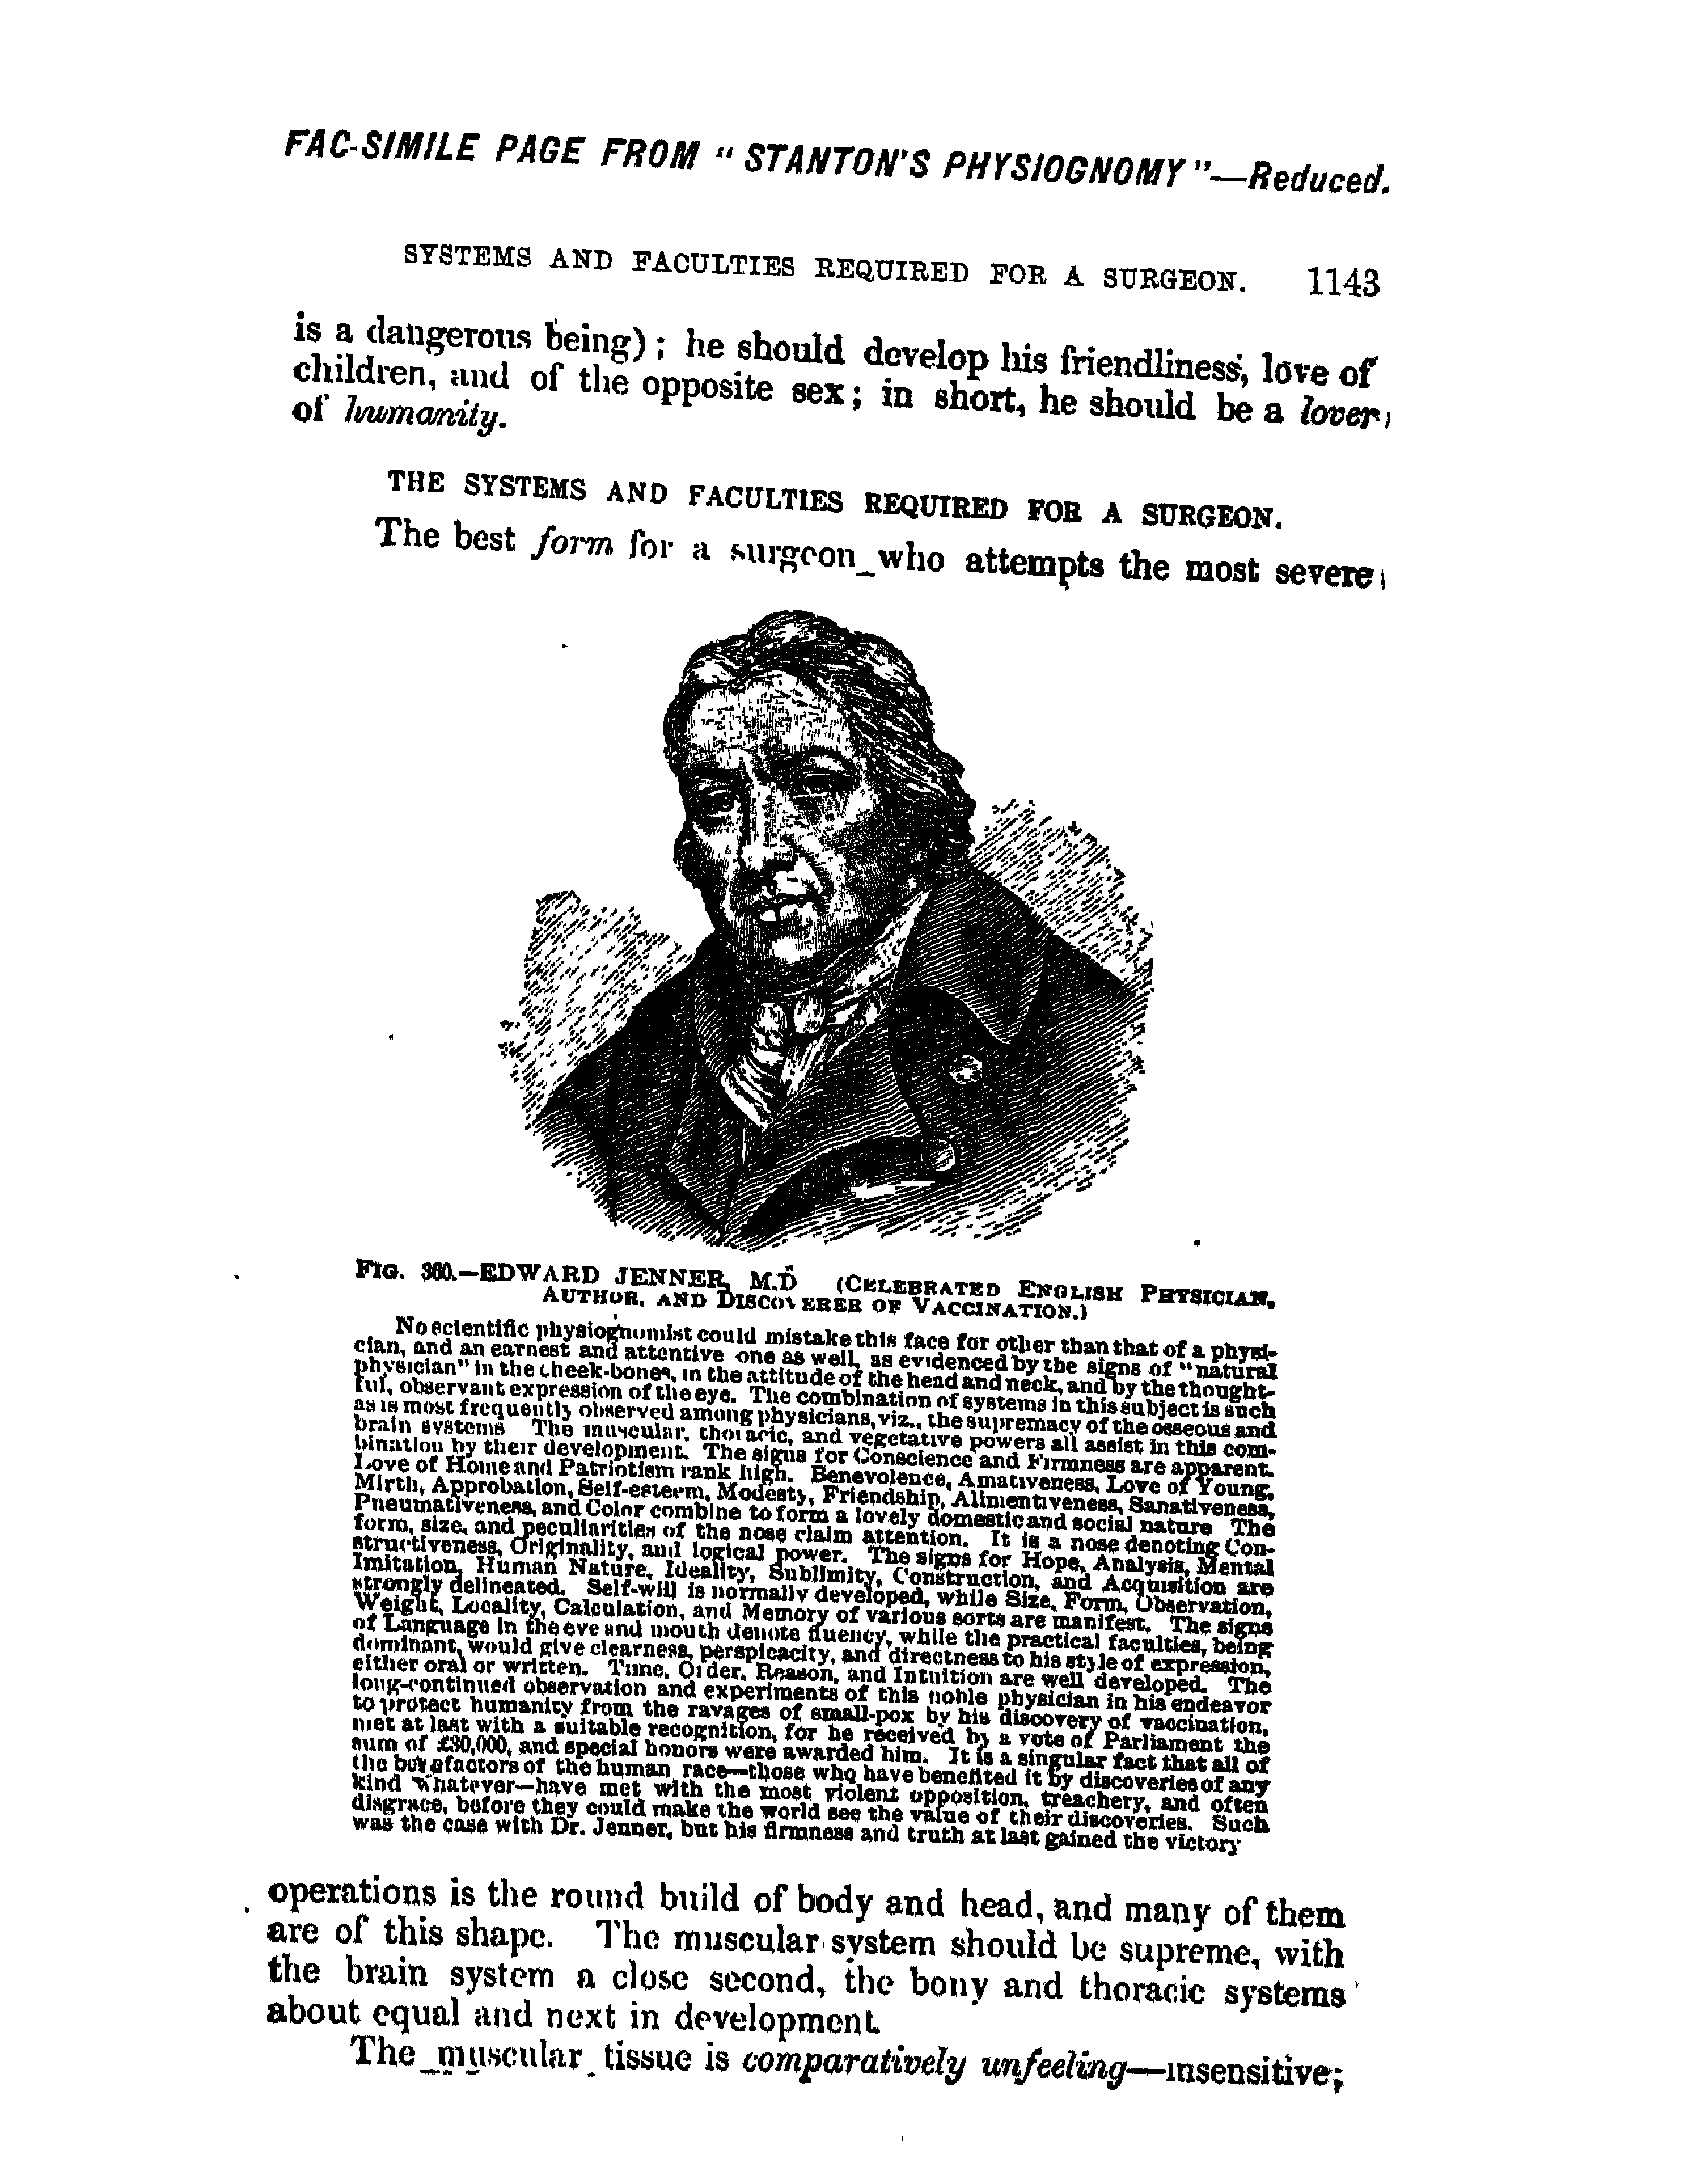 FAC-SIMILE PAGE FROM "STANTON'S PHYSIOGNOMY"—Reduced.
SYSTEMS AND FACULTIES REQUIRED FOR A SURGEON. 1143
is a dangerous being); he should develop his friendliness, love of
children, and of the opposite sex; in short, he should be a lover
of humanity.
THE SYSTEMS AND FACULTIES REQUIRED FOR A SURGEON.
The best form for a surgeon who attempts the most severe
FIG. 360.—EDWARD JENNER, M.D (CELEBRATED ENGLISH PHYSICIAN,
AUTHOR, AND DISCOVERER OF VACCINATION.)
No scientific physiognomist could mistake this face for other than that of a physi-
cian, and an earnest and attentive one as well, as evidenced by the signs of "natural
physician" in the cheek-bones, in the attitude of the head and neck, and by the thought-
ful, observant expression of the eye. The combination of systems in this subject is such
as is most frequently observed among physicians, viz., the supremacy of the osseous and
brain systems The muscular, thoracic, and vegetative powers all assist in this com-
bination by their development. The signs for Conscience and Firmness are apparent.
Love of Home and Patriotism rank high. Benevolence, Amativeness, Love of Young,
Mirth, Approbation, Self-esteem, Modesty, Friendship, Alimentiveness, Sanativeness,
Pneumativeness, and Color combine to form a lovely domestic and social nature The
form, size, and peculiarities of the nose claim attention. It is a nose denoting Con-
structiveness, Originality, and logical power. The signs for Hope, Analysis, Mental
Imitation, Human Nature, Ideality, Sublimity, Construction, and Acquisition are
strongly delineated. Self-will is normally developed, while Size, Form, Observation,
Weight, Locality, Calculation, and Memory of various sorts are manifest. The signs
of Language in the eye and mouth denote fluency, while the practical faculties, being
dominant, would give clearness, perspicacity, and directness to his style of expression,
either oral or written. Time, Order, Reason, and Intuition are well developed. The
long-continued observation and experiments of this noble physician in his endeavor
to protect humanity from the ravages of small-pox by his discovery of vaccination,
met at last with a suitable recognition, for he received by a vote of Parliament the
sum of £30,000, and special honors were awarded him. It is a singular fact that all of
the benefactors of the human race—those who have benefited it by discoveries of any
kind whatever—have met with the most violent opposition, treachery, and often
disgrace, before they could make the world see the value of their discoveries. Such
was the case with Dr. Jenner, but his firmness and truth at last gained the victory
operations is the round build of body and head, and many of them
are of this shape. The muscular system should be supreme, with
the brain system a close second, the bony and thoracic systems
about equal and next in development.
The muscular tissue is comparatively unfeeling—insensitive;